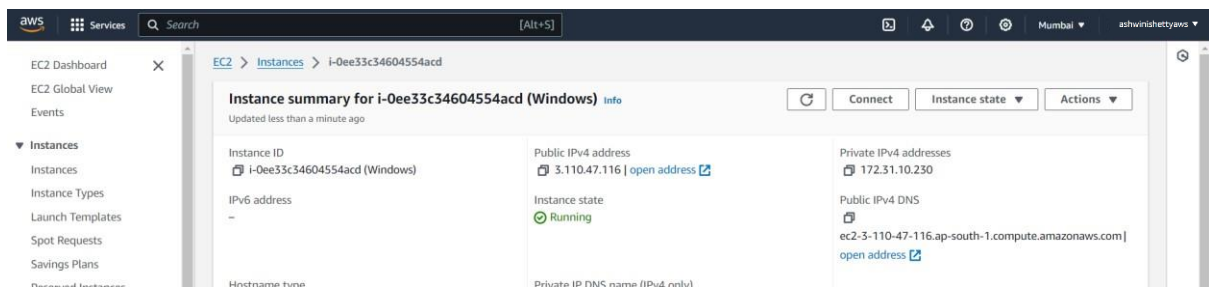 aws Services Search [Alt+S] Mumbai ▼ ashwinishettyaws ▼
EC2 Dashboard
EC2 Global View
Events
▼ Instances
Instances
Instance Types
Launch Templates
Spot Requests
Savings Plans
Reserved Instances
EC2 > Instances > i-0ee33c34604554acd
Instance summary for i-0ee33c34604554acd (Windows) Info
Updated less than a minute ago
Connect Instance state ▼ Actions ▼
Instance ID
i-0ee33c34604554acd (Windows)
Public IPv4 address
3.110.47.116 | open address
Private IPv4 addresses
172.31.10.230
IPv6 address
–
Instance state
Running
Public IPv4 DNS
ec2-3-110-47-116.ap-south-1.compute.amazonaws.com |
open address
Hostname type
Private IP DNS name (IPv4 only)